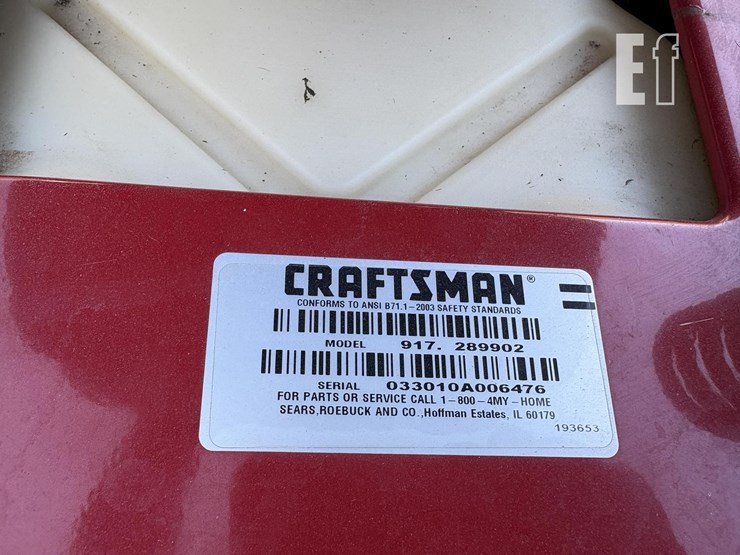 Ef
CRAFTSMAN®
CONFORMS TO ANSI B71.1-2003 SAFETY STANDARDS
MODEL 917. 289902
SERIAL 033010A006476
FOR PARTS OR SERVICE CALL 1-800-4MY-HOME
SEARS,ROEBUCK AND CO.,Hoffman Estates, IL 60179
193653